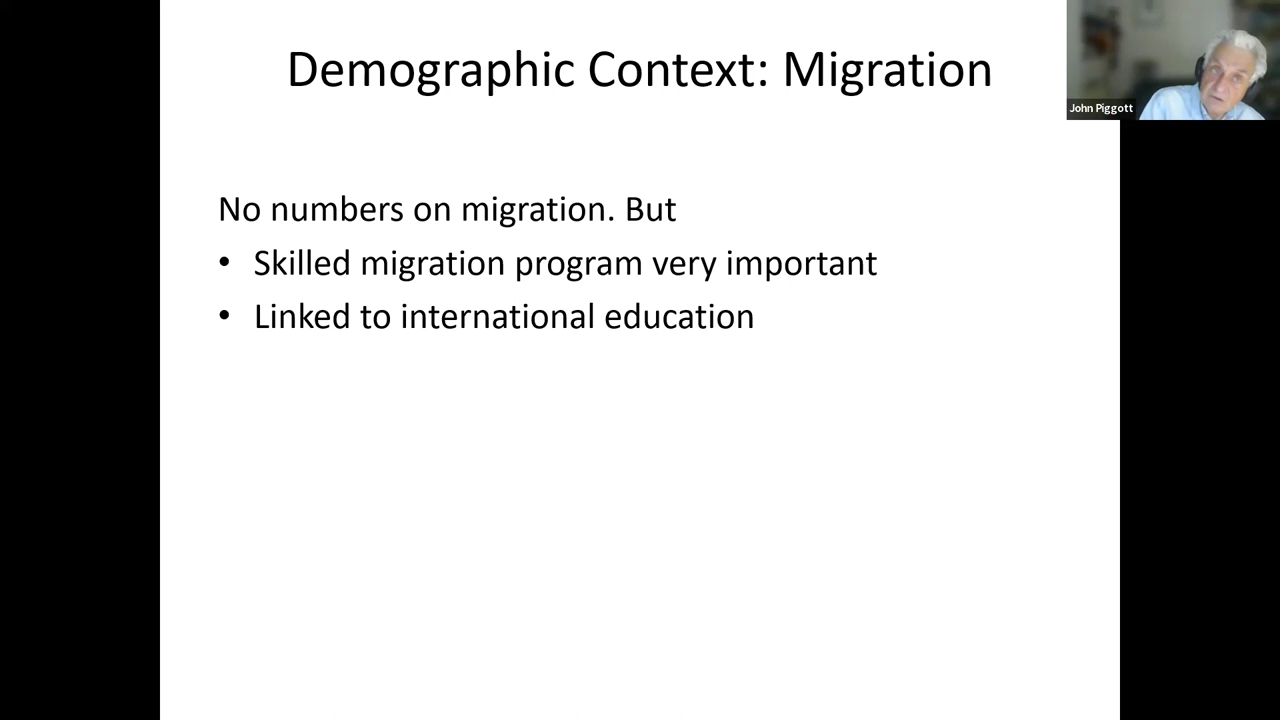 Demographic Context: Migration
John Piggott
No numbers on migration. But
• Skilled migration program very important
• Linked to international education